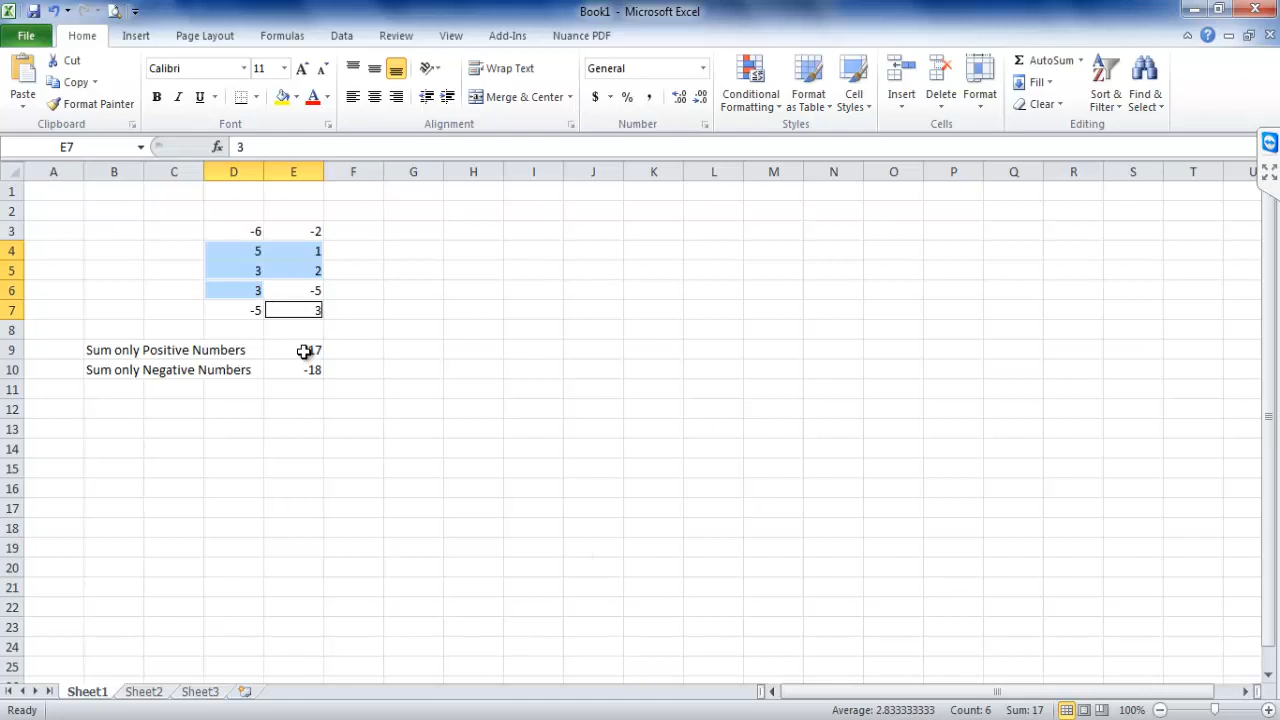 Book1 - Microsoft Excel
File Home Insert Page Layout Formulas Data Review View Add-Ins Nuance PDF
Paste
Cut
Copy
Format Painter
Clipboard
Calibri 11
B I U
Font
Wrap Text
Merge & Center
Alignment
General
$ % ,
Number
Conditional Formatting
Format as Table
Cell Styles
Styles
Insert Delete Format
Cells
AutoSum
Fill
Clear
Sort & Filter
Find & Select
Editing
E7 fx 3
A B C D E F G H I J K L M N O P Q R S T U
1
2
3 -6 -2
4 5 1
5 3 2
6 3 -5
7 -5 3
8
9 Sum only Positive Numbers 17
10 Sum only Negative Numbers -18
11
12
13
14
15
16
17
18
19
20
21
22
23
24
25
Sheet1 Sheet2 Sheet3
Ready Average: 2.833333333 Count: 6 Sum: 17 100%